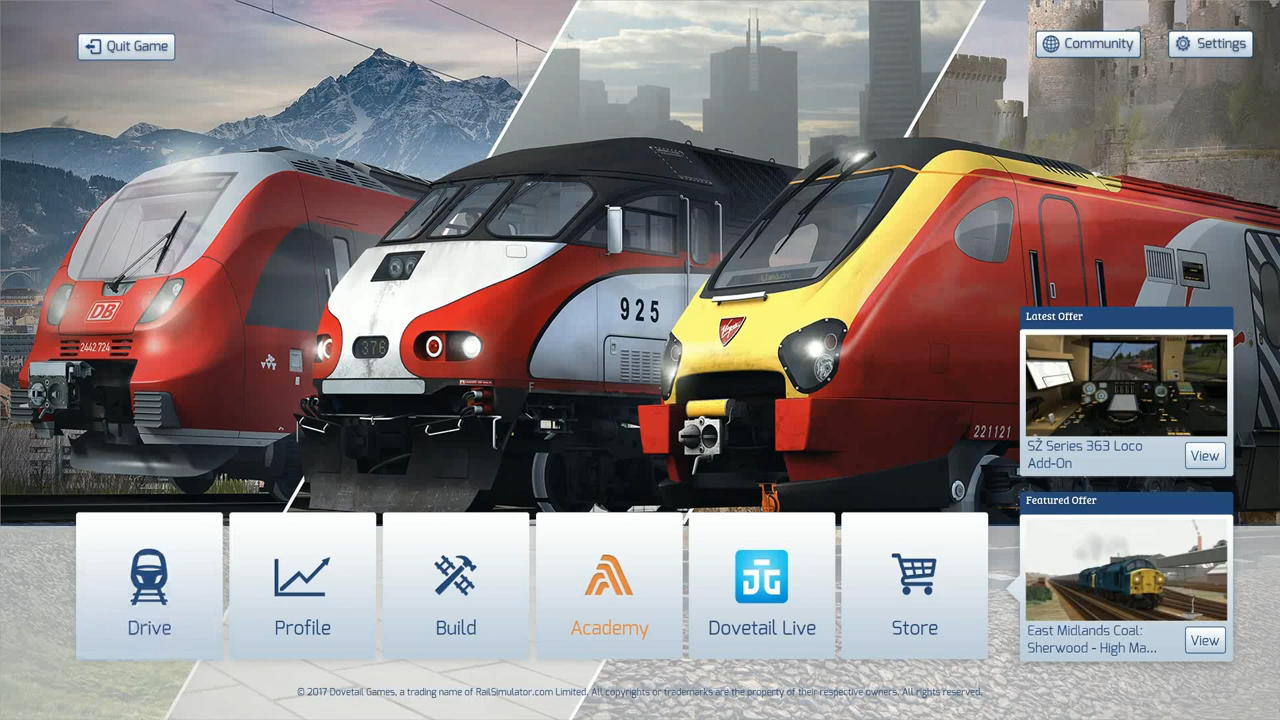 Quit Game
Community
Settings
DB
2442 724
376
925
Virgin
221121
Latest Offer
SŽ Series 363 Loco
Add-On
View
Featured Offer
East Midlands Coal:
Sherwood - High Ma...
View
Drive
Profile
Build
Academy
Dovetail Live
Store
© 2017 Dovetail Games, a trading name of RailSimulator.com Limited. All copyrights or trademarks are the property of their respective owners. All rights reserved.